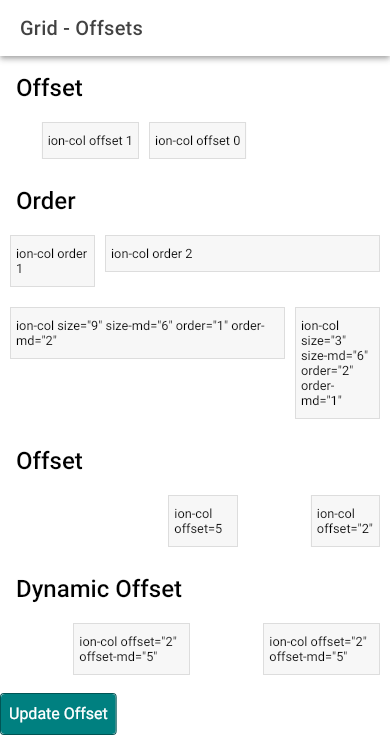 Grid - Offsets
Offset
ion-col offset 1
ion-col offset 0
Order
ion-col order
1
ion-col order 2
ion-col size="9" size-md="6" order="1" order-
md="2"
ion-col
size="3"
size-md="6"
order="2"
order-
md="1"
Offset
ion-col
offset=5
ion-col
offset="2"
Dynamic Offset
ion-col offset="2"
offset-md="5"
ion-col offset="2"
offset-md="5"
Update Offset